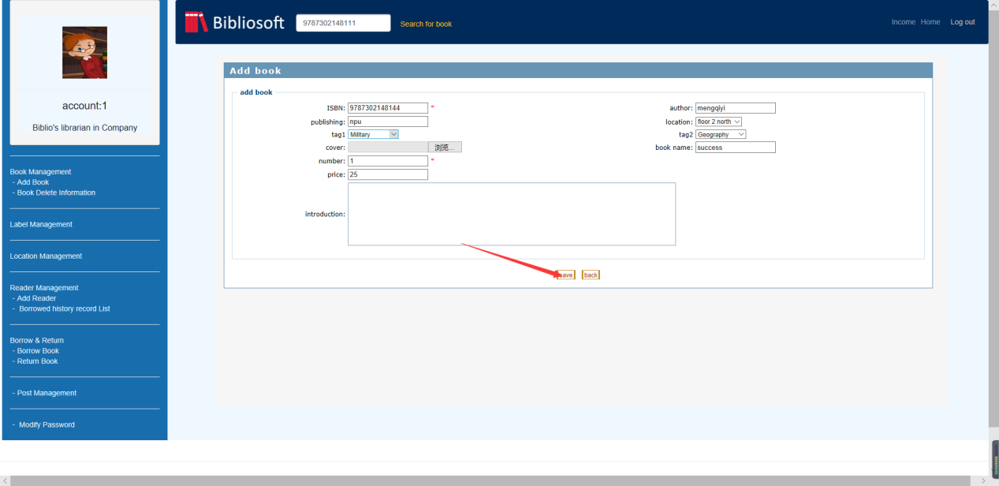 Bibliosoft 9787302148111 Search for book Income Home Log out
account:1
Biblio's librarian in Company
Book Management
- Add Book
- Book Delete Information
Label Management
Location Management
Reader Management
- Add Reader
- Borrowed history record List
Borrow & Return
- Borrow Book
- Return Book
- Post Management
- Modify Password
Add book
add book
ISBN: 9787302148144 * author: mengqiyi
publishing: npu location: floor 2 north
tag1 Military tag2 Geography
cover: 浏览... book name: success
number: 1 *
price: 25
introduction:
save back